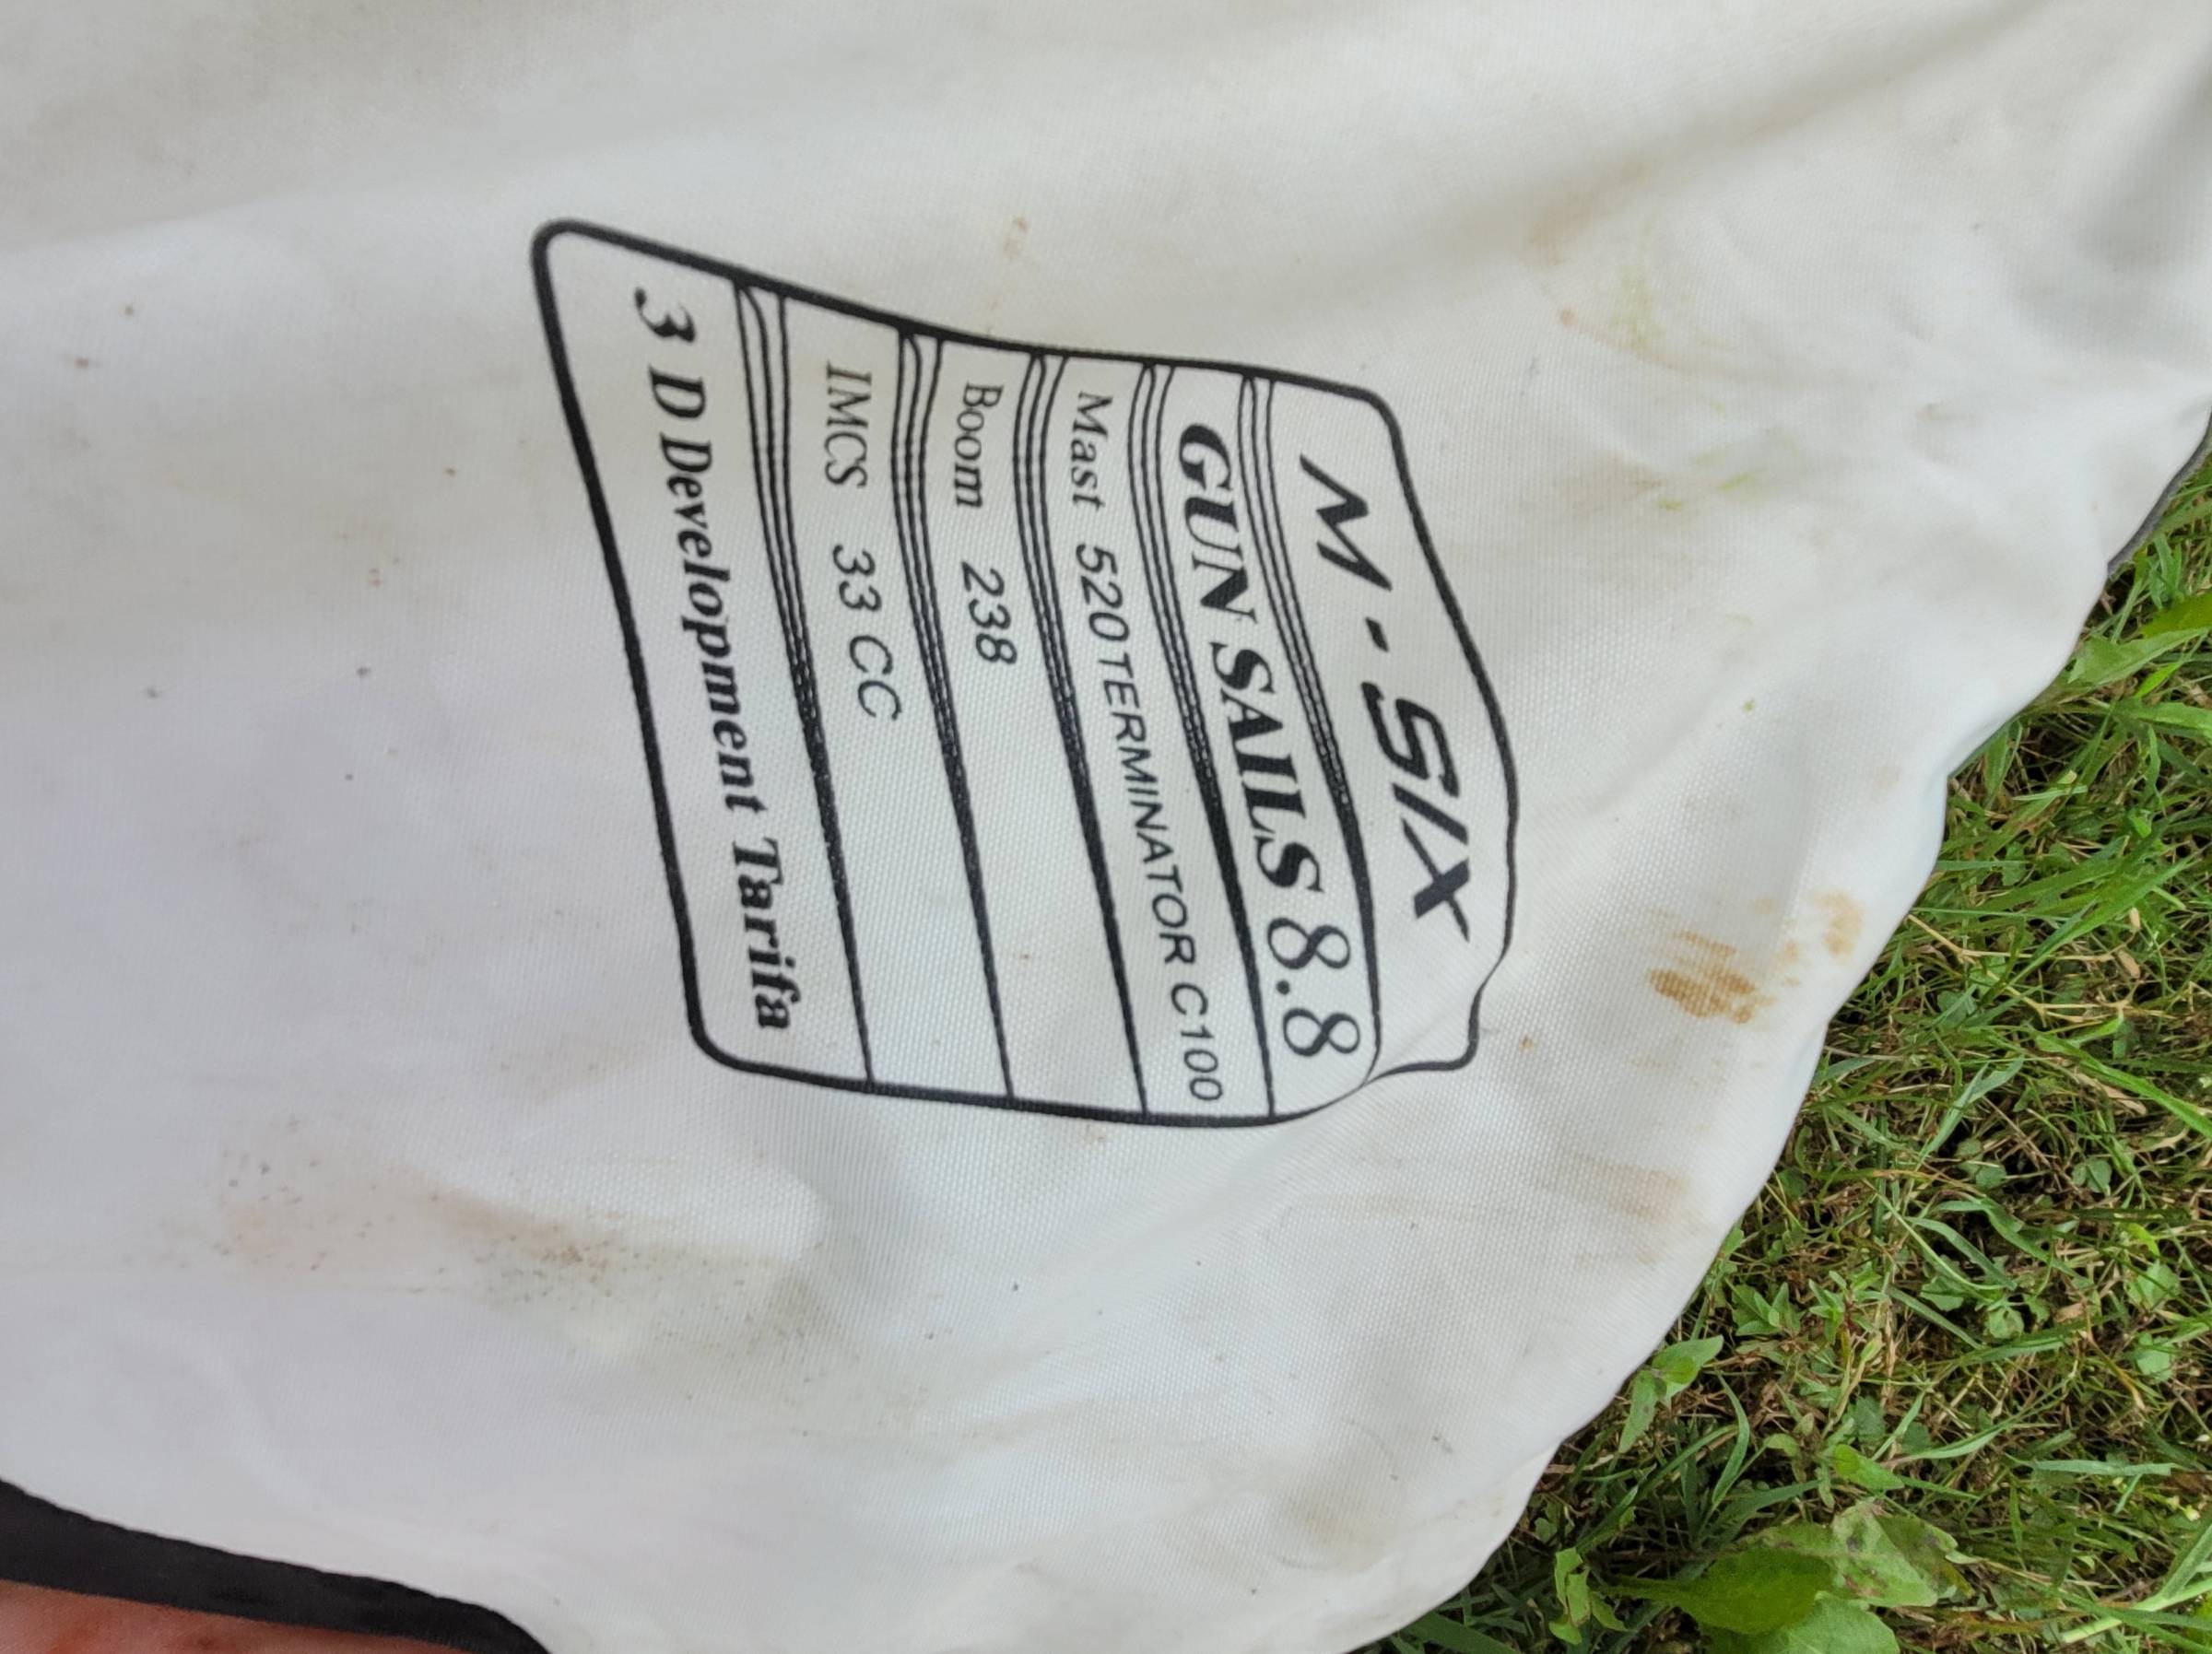 M-SIX
GUN SAILS 8.8
Mast 520 TERMINATOR C100
Boom 238
IMCS 33 CC
3 D Development Tarifa